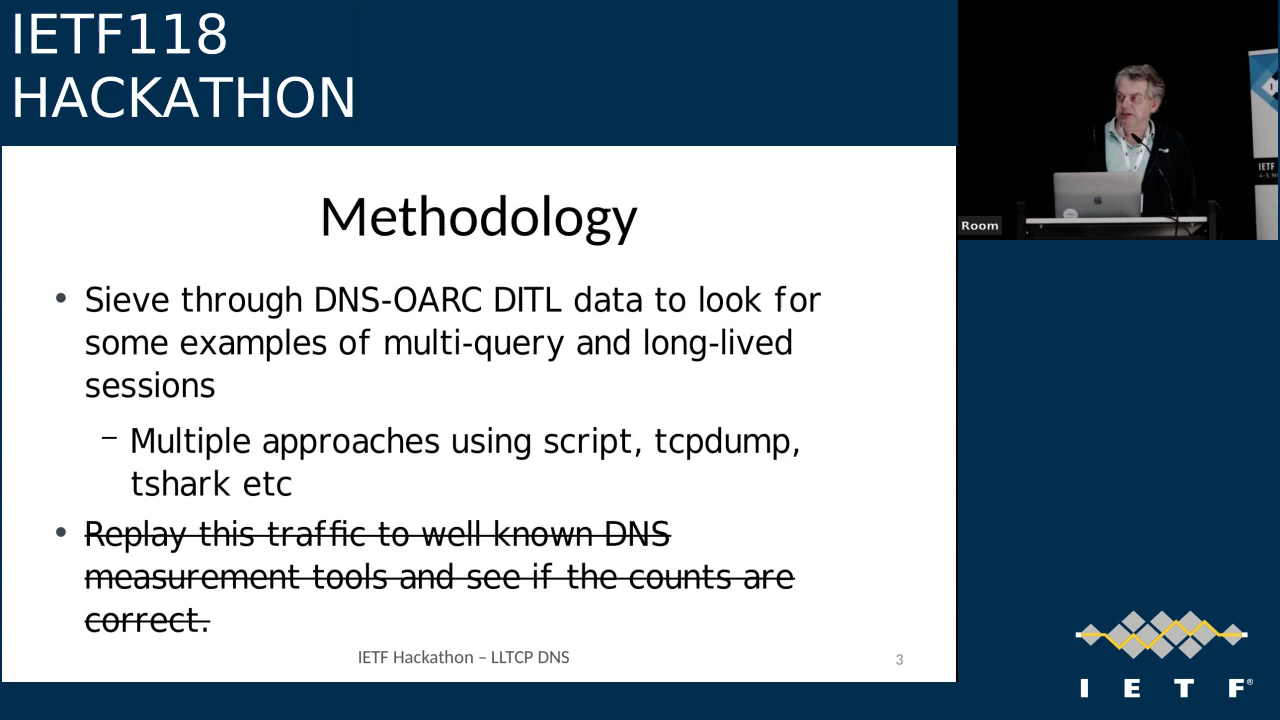 IETF118
HACKATHON
Methodology
• Sieve through DNS-OARC DITL data to look for
some examples of multi-query and long-lived
sessions
– Multiple approaches using script, tcpdump,
tshark etc
• Replay this traffic to well known DNS
measurement tools and see if the counts are
correct.
IETF Hackathon – LLTCP DNS
3
Room
IETF
I E T F®